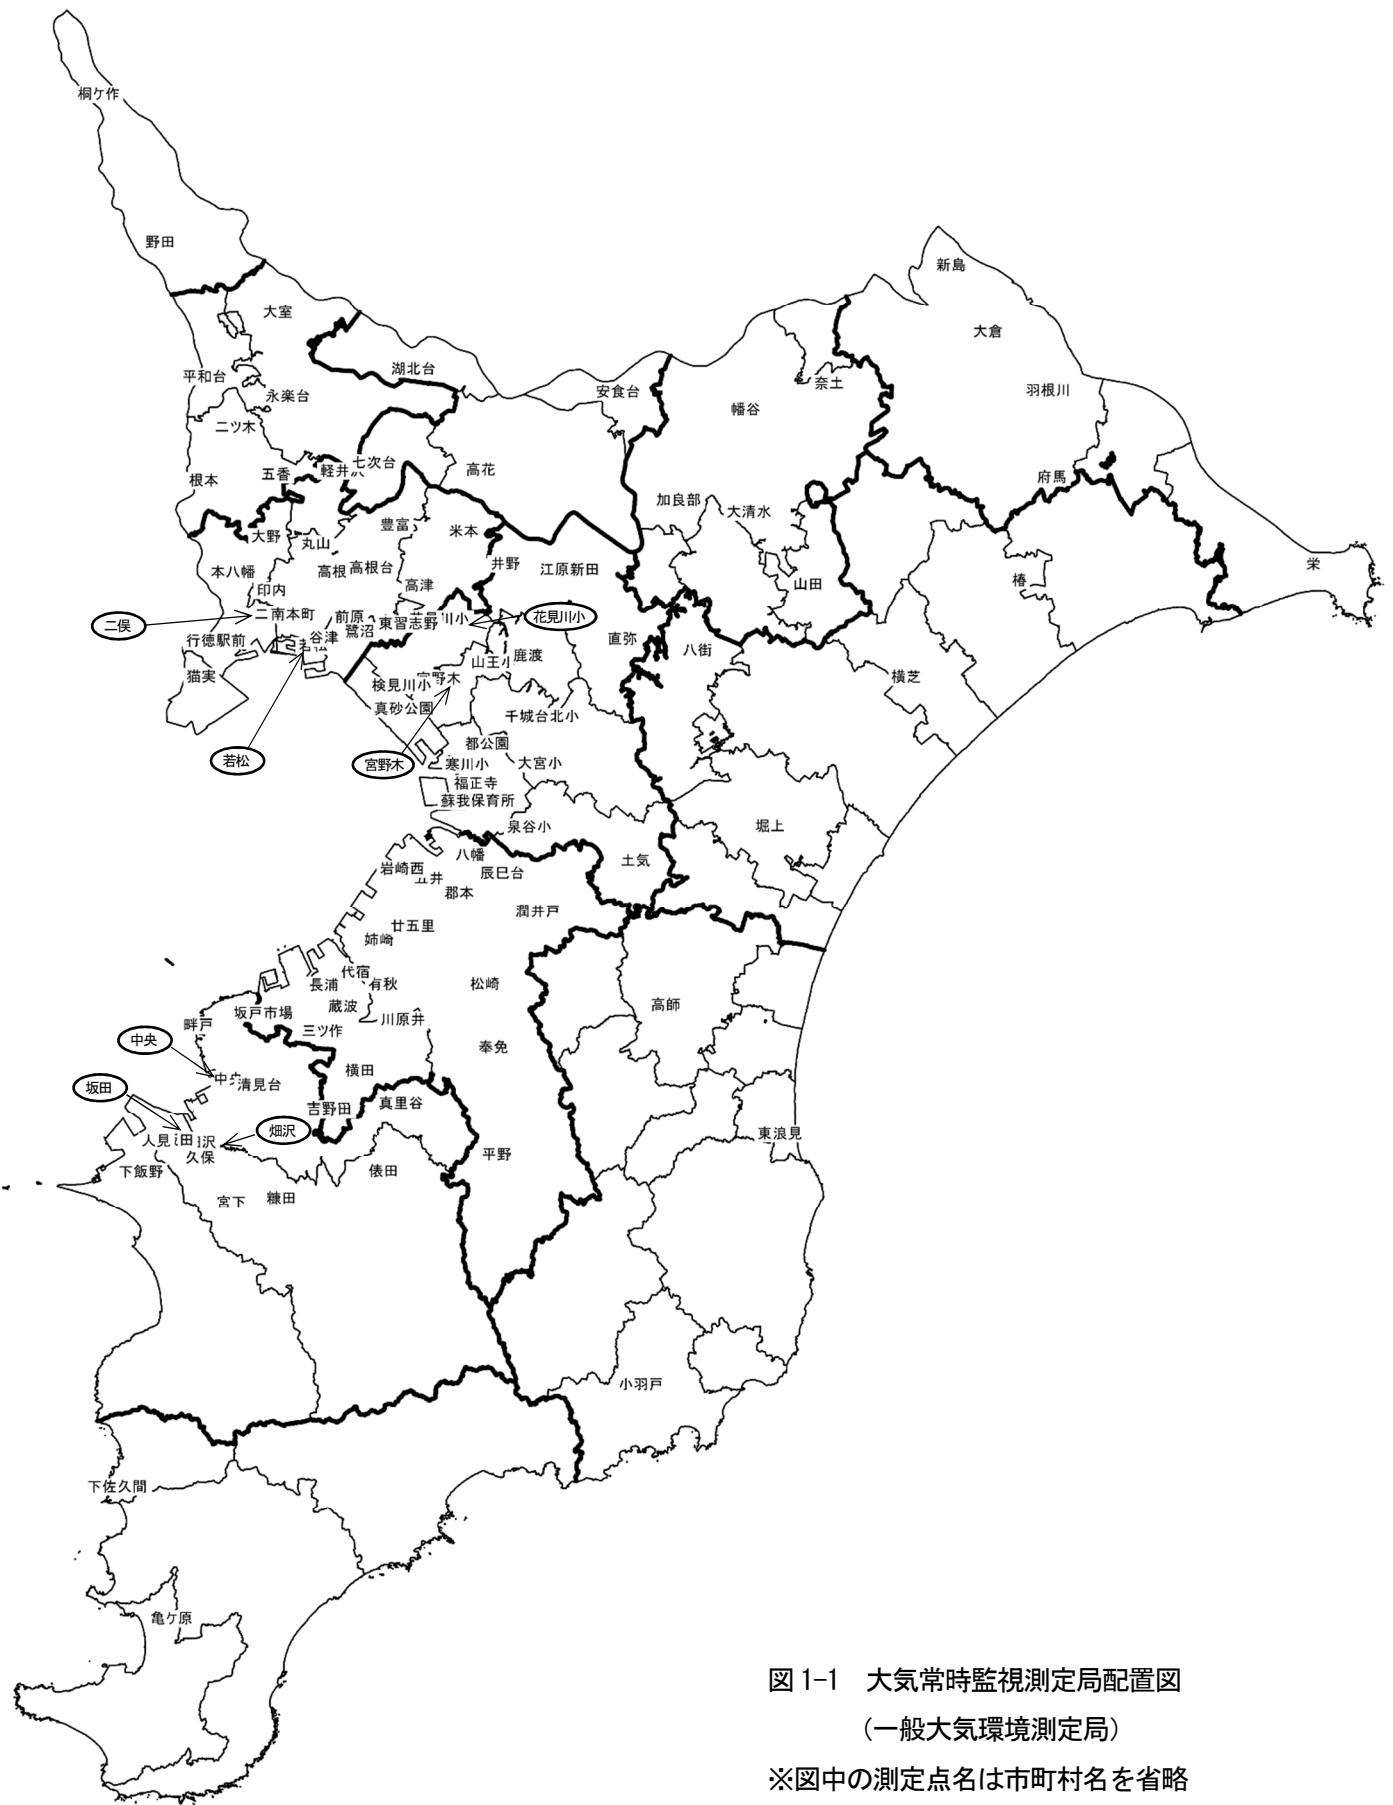 桐ケ作
野田
新島
大室
大倉
湖北台
平和台
奈土
安食台
羽根川
永楽台
幡谷
二ツ木
七次台
高花
軽井
五香
府馬
根本
加良部
大清水
豊富
米本
大野
丸山
井野
栄
本八幡
高根
高根台
江原新田
椿
高津
山田
印内
二
南本町
前原
東習志野
川小
花見川小
二俣
鷺沼
谷津
行徳駅前
直弥
八街
鹿渡
山王小
猫実
横芝
宮野木
検見川小
真砂公園
千城台北小
都公園
若松
宮野木
寒川小
大宮小
福正寺
蘇我保育所
泉谷小
堀上
八幡
土気
岩崎西
五井
辰巳台
郡本
潤井戸
廿五里
姉崎
代宿
長浦
有秋
松崎
蔵波
高師
坂戸市場
川原井
畔戸
三ツ作
中央
奉免
横田
中央
清見台
坂田
真里谷
吉野田
畑沢
東浪見
人見
坂田
畑沢
久保
平野
下飯野
俵田
宮下
糠田
小羽戸
下佐久間
亀ケ原
図1-1　大気常時監視測定局配置図
（一般大気環境測定局）
※図中の測定点名は市町村名を省略